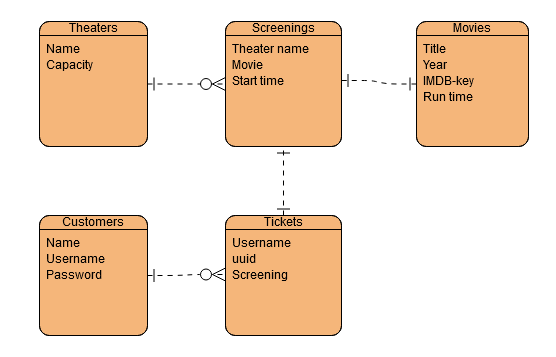 Theaters
Name
Capacity
Screenings
Theater name
Movie
Start time
Movies
Title
Year
IMDB-key
Run time
Customers
Name
Username
Password
Tickets
Username
uuid
Screening